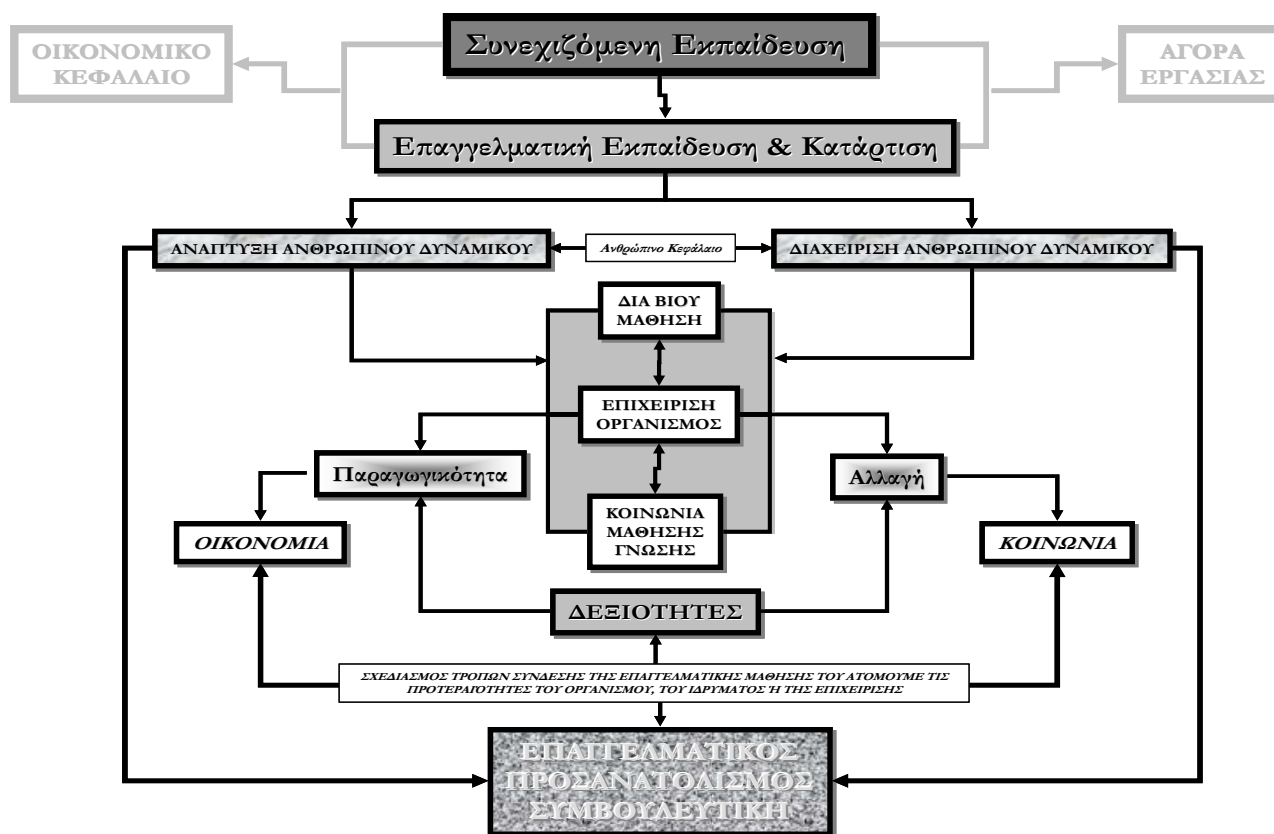 Συνεχιζόμενη Εκπαίδευση
ΟΙΚΟΝΟΜΙΚΟ
ΚΕΦΑΛΑΙΟ
ΑΓΟΡΑ
ΕΡΓΑΣΙΑΣ
Επαγγελματική Εκπαίδευση & Κατάρτιση
ΑΝΑΠΤΥΞΗ ΑΝΘΡΩΠΙΝΟΥ ΔΥΝΑΜΙΚΟΥ
Ανθρώπινο Κεφάλαιο
ΔΙΑΧΕΙΡΙΣΗ ΑΝΘΡΩΠΙΝΟΥ ΔΥΝΑΜΙΚΟΥ
ΔΙΑ ΒΙΟΥ
ΜΑΘΗΣΗ
ΕΠΙΧΕΙΡΙΣΗ
ΟΡΓΑΝΙΣΜΟΣ
Παραγωγικότητα
Αλλαγή
ΚΟΙΝΩΝΙΑ
ΜΑΘΗΣΗΣ
ΓΝΩΣΗΣ
ΟΙΚΟΝΟΜΙΑ
ΚΟΙΝΩΝΙΑ
ΔΕΞΙΟΤΗΤΕΣ
ΣΧΕΔΙΑΣΜΟΣ ΤΡΟΠΩΝ ΣΥΝΔΕΣΗΣ ΤΗΣ ΕΠΑΓΓΕΛΜΑΤΙΚΗΣ ΜΑΘΗΣΗΣ ΤΟΥ ΑΤΟΜΟΥΜΕ ΤΙΣ
ΠΡΟΤΕΡΑΙΟΤΗΤΕΣ ΤΟΥ ΟΡΓΑΝΙΣΜΟΥ, ΤΟΥ ΙΔΡΥΜΑΤΟΣ Ή ΤΗΣ ΕΠΙΧΕΙΡΙΣΗΣ
ΕΠΑΓΓΕΛΜΑΤΙΚΟΣ
ΠΡΟΣΑΝΑΤΟΛΙΣΜΟΣ
ΣΥΜΒΟΥΛΕΥΤΙΚΗ